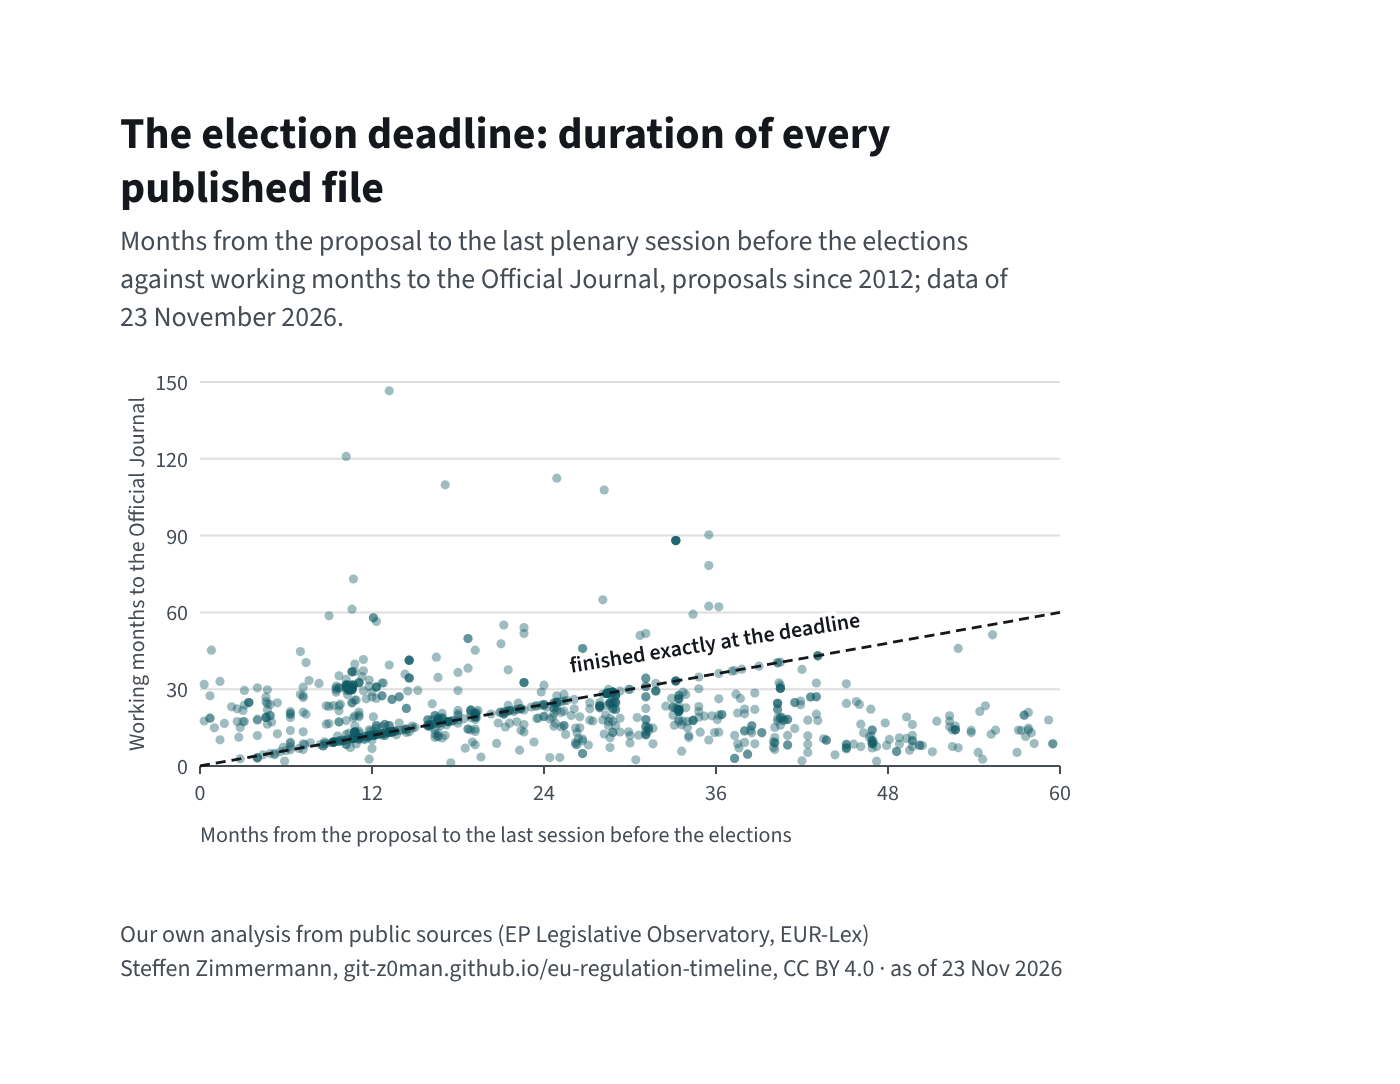 The election deadline: duration of every
published file
Months from the proposal to the last plenary session before the elections
against working months to the Official Journal, proposals since 2012; data of
23 November 2026.
Working months to the Official Journal
150
120
90
60
30
0
finished exactly at the deadline
0 12 24 36 48 60
Months from the proposal to the last session before the elections
Our own analysis from public sources (EP Legislative Observatory, EUR-Lex)
Steffen Zimmermann, git-z0man.github.io/eu-regulation-timeline, CC BY 4.0 · as of 23 Nov 2026